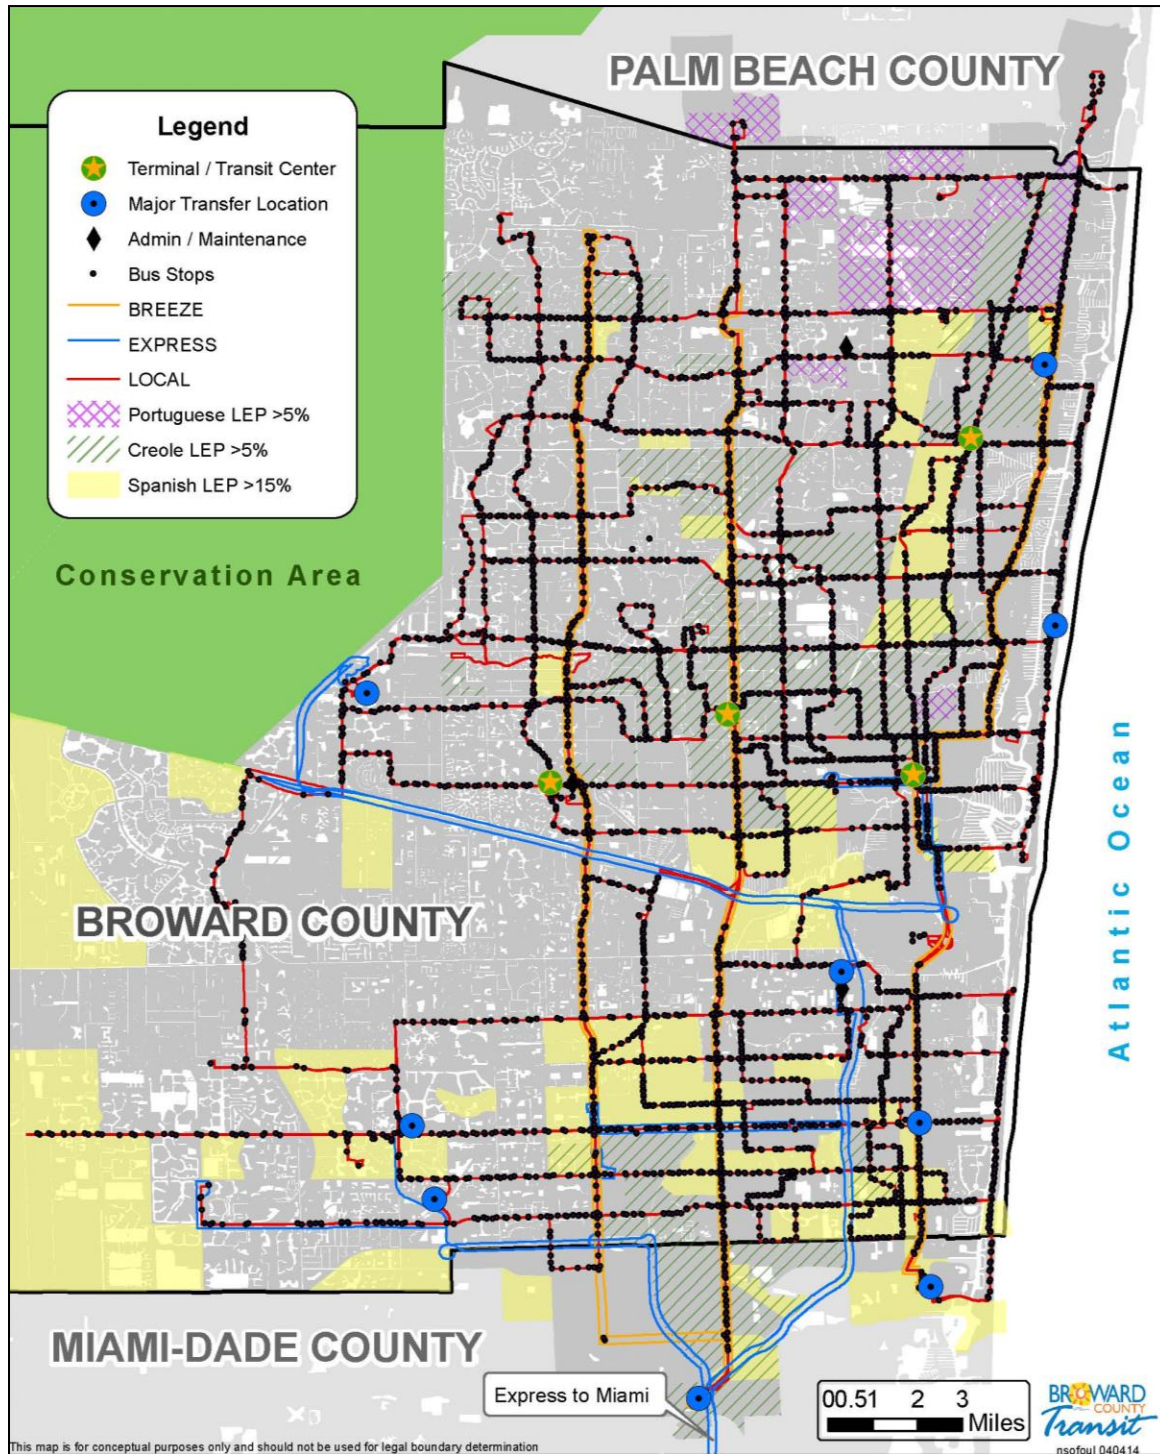 PALM BEACH COUNTY
Legend
Terminal / Transit Center
Major Transfer Location
Admin / Maintenance
Bus Stops
BREEZE
EXPRESS
LOCAL
Portuguese LEP >5%
Creole LEP >5%
Spanish LEP >15%
Conservation Area
Atlantic Ocean
BROWARD COUNTY
MIAMI-DADE COUNTY
Express to Miami
00.51 2 3
Miles
BROWARD
COUNTY
Transit
This map is for conceptual purposes only and should not be used for legal boundary determination
nsofoul 040414